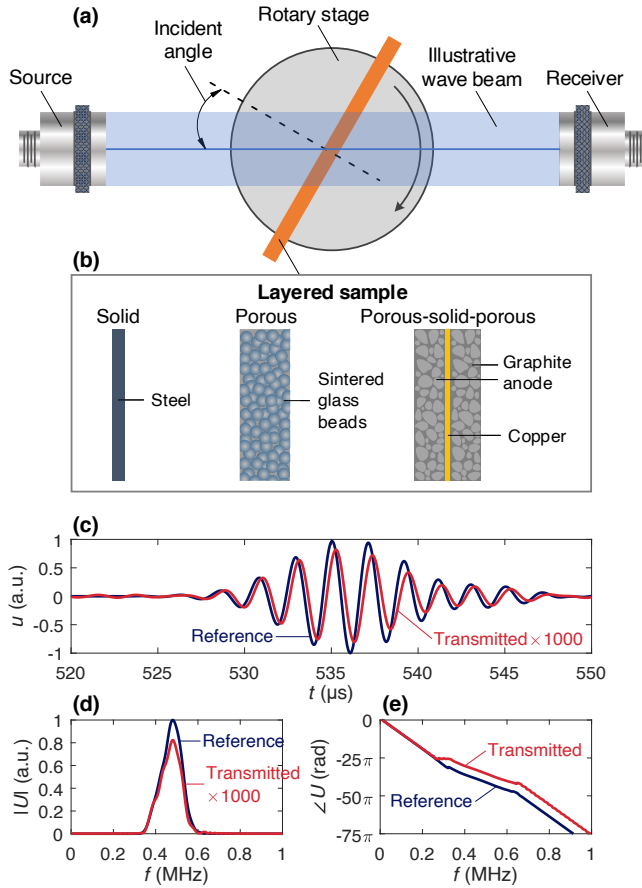 (a)
Rotary stage
Incident
angle
Illustrative
wave beam
Source
Receiver
(b)
Layered sample
Solid
Porous
Porous-solid-porous
Steel
Sintered
glass
beads
Graphite
anode
Copper
(c)
u (a.u.)
1
0.5
0
-0.5
-1
Reference
Transmitted×1000
520
525
530
535
540
545
550
t (μs)
(d)
|U| (a.u.)
1
0.8
0.6
0.4
0.2
0
Reference
Transmitted
×1000
0
0.2
0.4
0.6
0.8
1
f (MHz)
(e)
∠U (rad)
0
-25π
-50π
-75π
Transmitted
Reference
0
0.2
0.4
0.6
0.8
1
f (MHz)